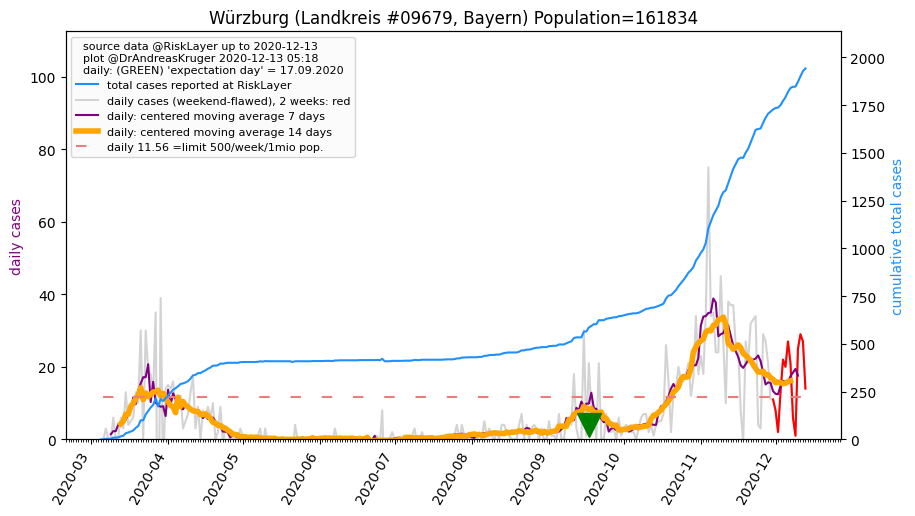 Würzburg (Landkreis #09679, Bayern) Population=161834
source data @RiskLayer up to 2020-12-13
plot @DrAndreasKruger 2020-12-13 05:18
daily: (GREEN) 'expectation day' = 17.09.2020
total cases reported at RiskLayer
daily cases (weekend-flawed), 2 weeks: red
daily: centered moving average 7 days
daily: centered moving average 14 days
daily 11.56 =limit 500/week/1mio pop.
daily cases
100
80
60
40
20
0
2000
1750
1500
1250
1000
750
500
250
0
cumulative total cases
2020-03
2020-04
2020-05
2020-06
2020-07
2020-08
2020-09
2020-10
2020-11
2020-12